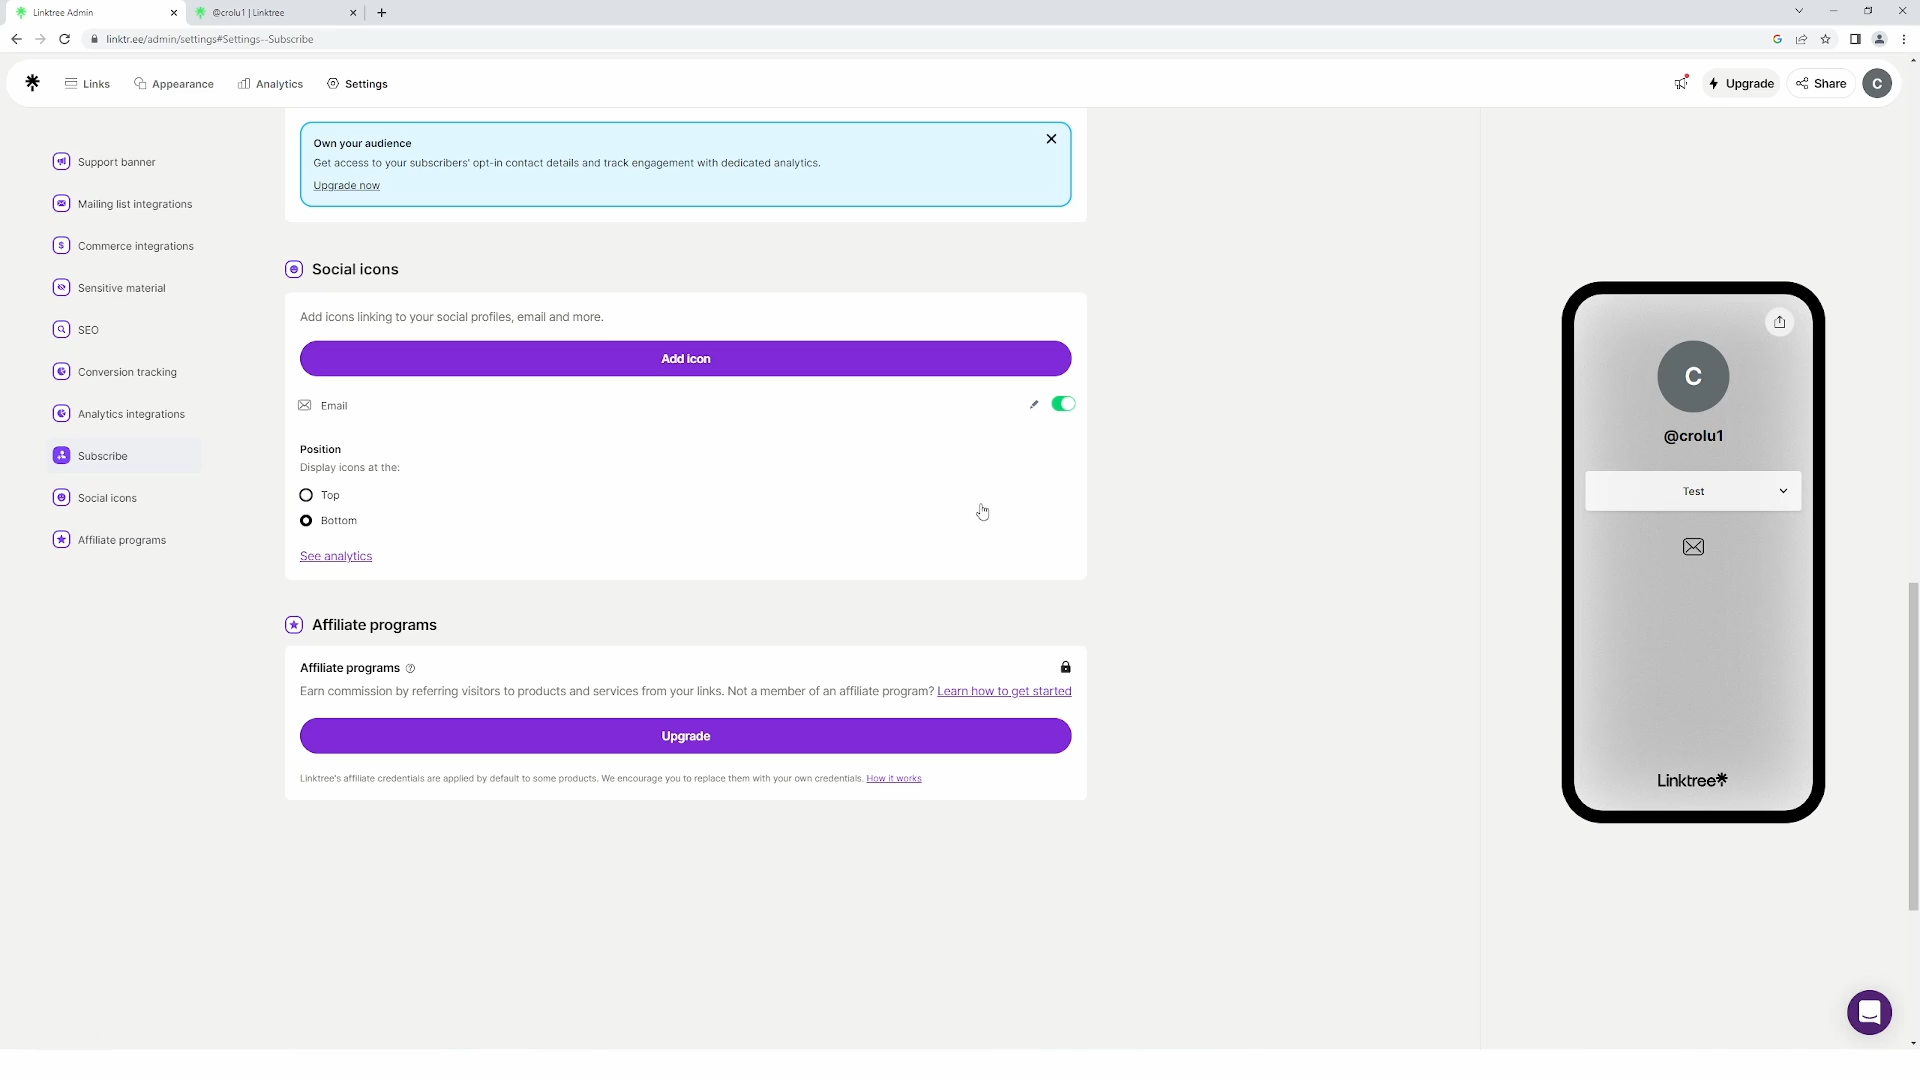 Linktree Admin
@crolu1 | Linktree
linktr.ee/admin/settings#Settings--Subscribe
Links
Appearance
Analytics
Settings
Upgrade
Share
C
Support banner
Mailing list integrations
Commerce integrations
Sensitive material
SEO
Conversion tracking
Analytics integrations
Subscribe
Social icons
Affiliate programs
Own your audience
Get access to your subscribers' opt-in contact details and track engagement with dedicated analytics.
Upgrade now
Social icons
Add icons linking to your social profiles, email and more.
Add icon
Email
Position
Display icons at the:
Top
Bottom
See analytics
Affiliate programs
Affiliate programs
Earn commission by referring visitors to products and services from your links. Not a member of an affiliate program? Learn how to get started
Upgrade
Linktree's affiliate credentials are applied by default to some products. We encourage you to replace them with your own credentials. How it works
C
@crolu1
Test
Linktree